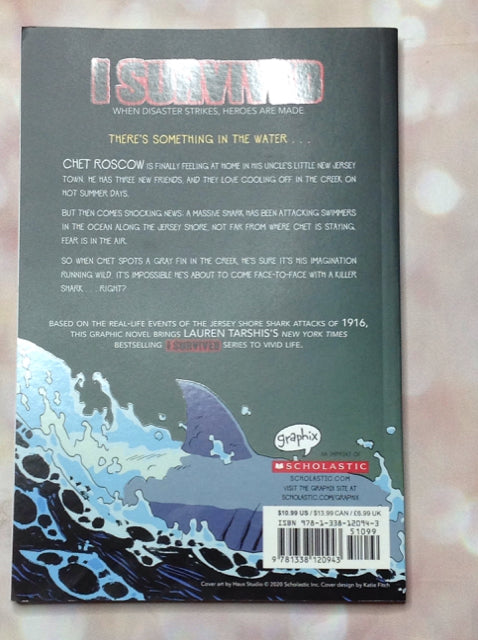 I SURVIVED
WHEN DISASTER STRIKES, HEROES ARE MADE.
THERE'S SOMETHING IN THE WATER . . .
CHET ROSCOW IS FINALLY FEELING AT HOME IN HIS UNCLE'S LITTLE NEW JERSEY
TOWN. HE HAS THREE NEW FRIENDS, AND THEY LOVE COOLING OFF IN THE CREEK ON
HOT SUMMER DAYS.
BUT THEN COMES SHOCKING NEWS: A MASSIVE SHARK HAS BEEN ATTACKING SWIMMERS
IN THE OCEAN ALONG THE JERSEY SHORE, NOT FAR FROM WHERE CHET IS STAYING.
FEAR IS IN THE AIR.
SO WHEN CHET SPOTS A GRAY FIN IN THE CREEK, HE'S SURE IT'S HIS IMAGINATION
RUNNING WILD. IT'S IMPOSSIBLE HE'S ABOUT TO COME FACE-TO-FACE WITH A KILLER
SHARK . . . RIGHT?
BASED ON THE REAL-LIFE EVENTS OF THE JERSEY SHORE SHARK ATTACKS OF 1916,
THIS GRAPHIC NOVEL BRINGS LAUREN TARSHIS'S NEW YORK TIMES
BESTSELLING I SURVIVED SERIES TO VIVID LIFE.
graphix
AN IMPRINT OF
SCHOLASTIC
SCHOLASTIC.COM
VISIT THE GRAPHIX SITE AT
SCHOLASTIC.COM/GRAPHIX
$10.99 US / $13.99 CAN / £6.99 UK
ISBN 978-1-338-12094-3
51099
9 781338 120943
Cover art by Haus Studio © 2020 Scholastic Inc. Cover design by Katie Fitch